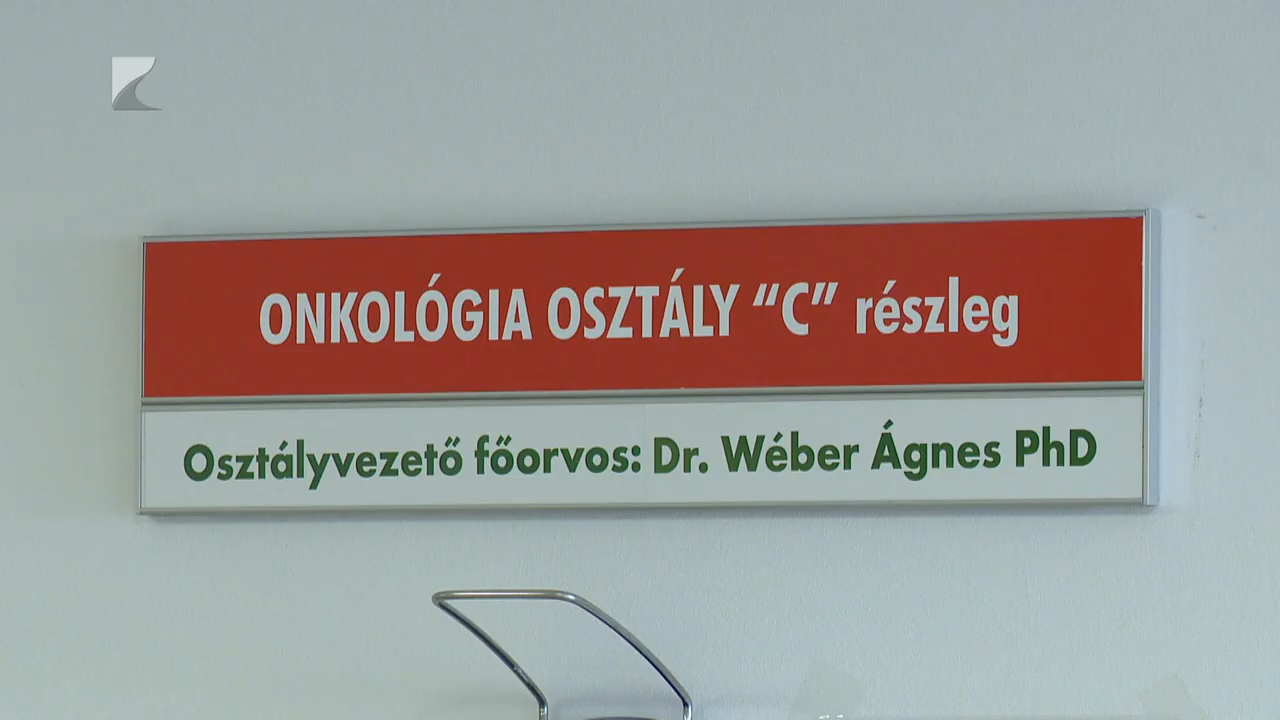 ONKOLÓGIA OSZTÁLY "C" részleg
Osztályvezető főorvos: Dr. Wéber Ágnes PhD